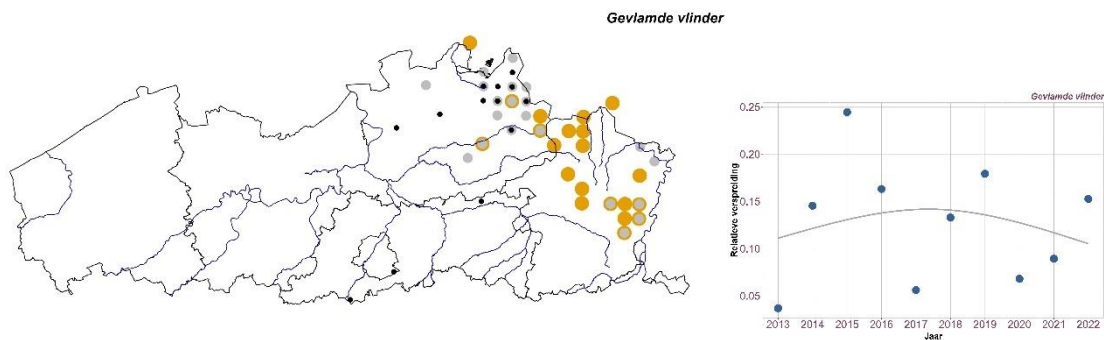 Gevlamde vlinder
Gevlamde vlinder
0.25
0.20
0.15
0.10
0.05
Relatieve verspreiding
2013 2014 2015 2016 2017 2018 2019 2020 2021 2022
Jaar